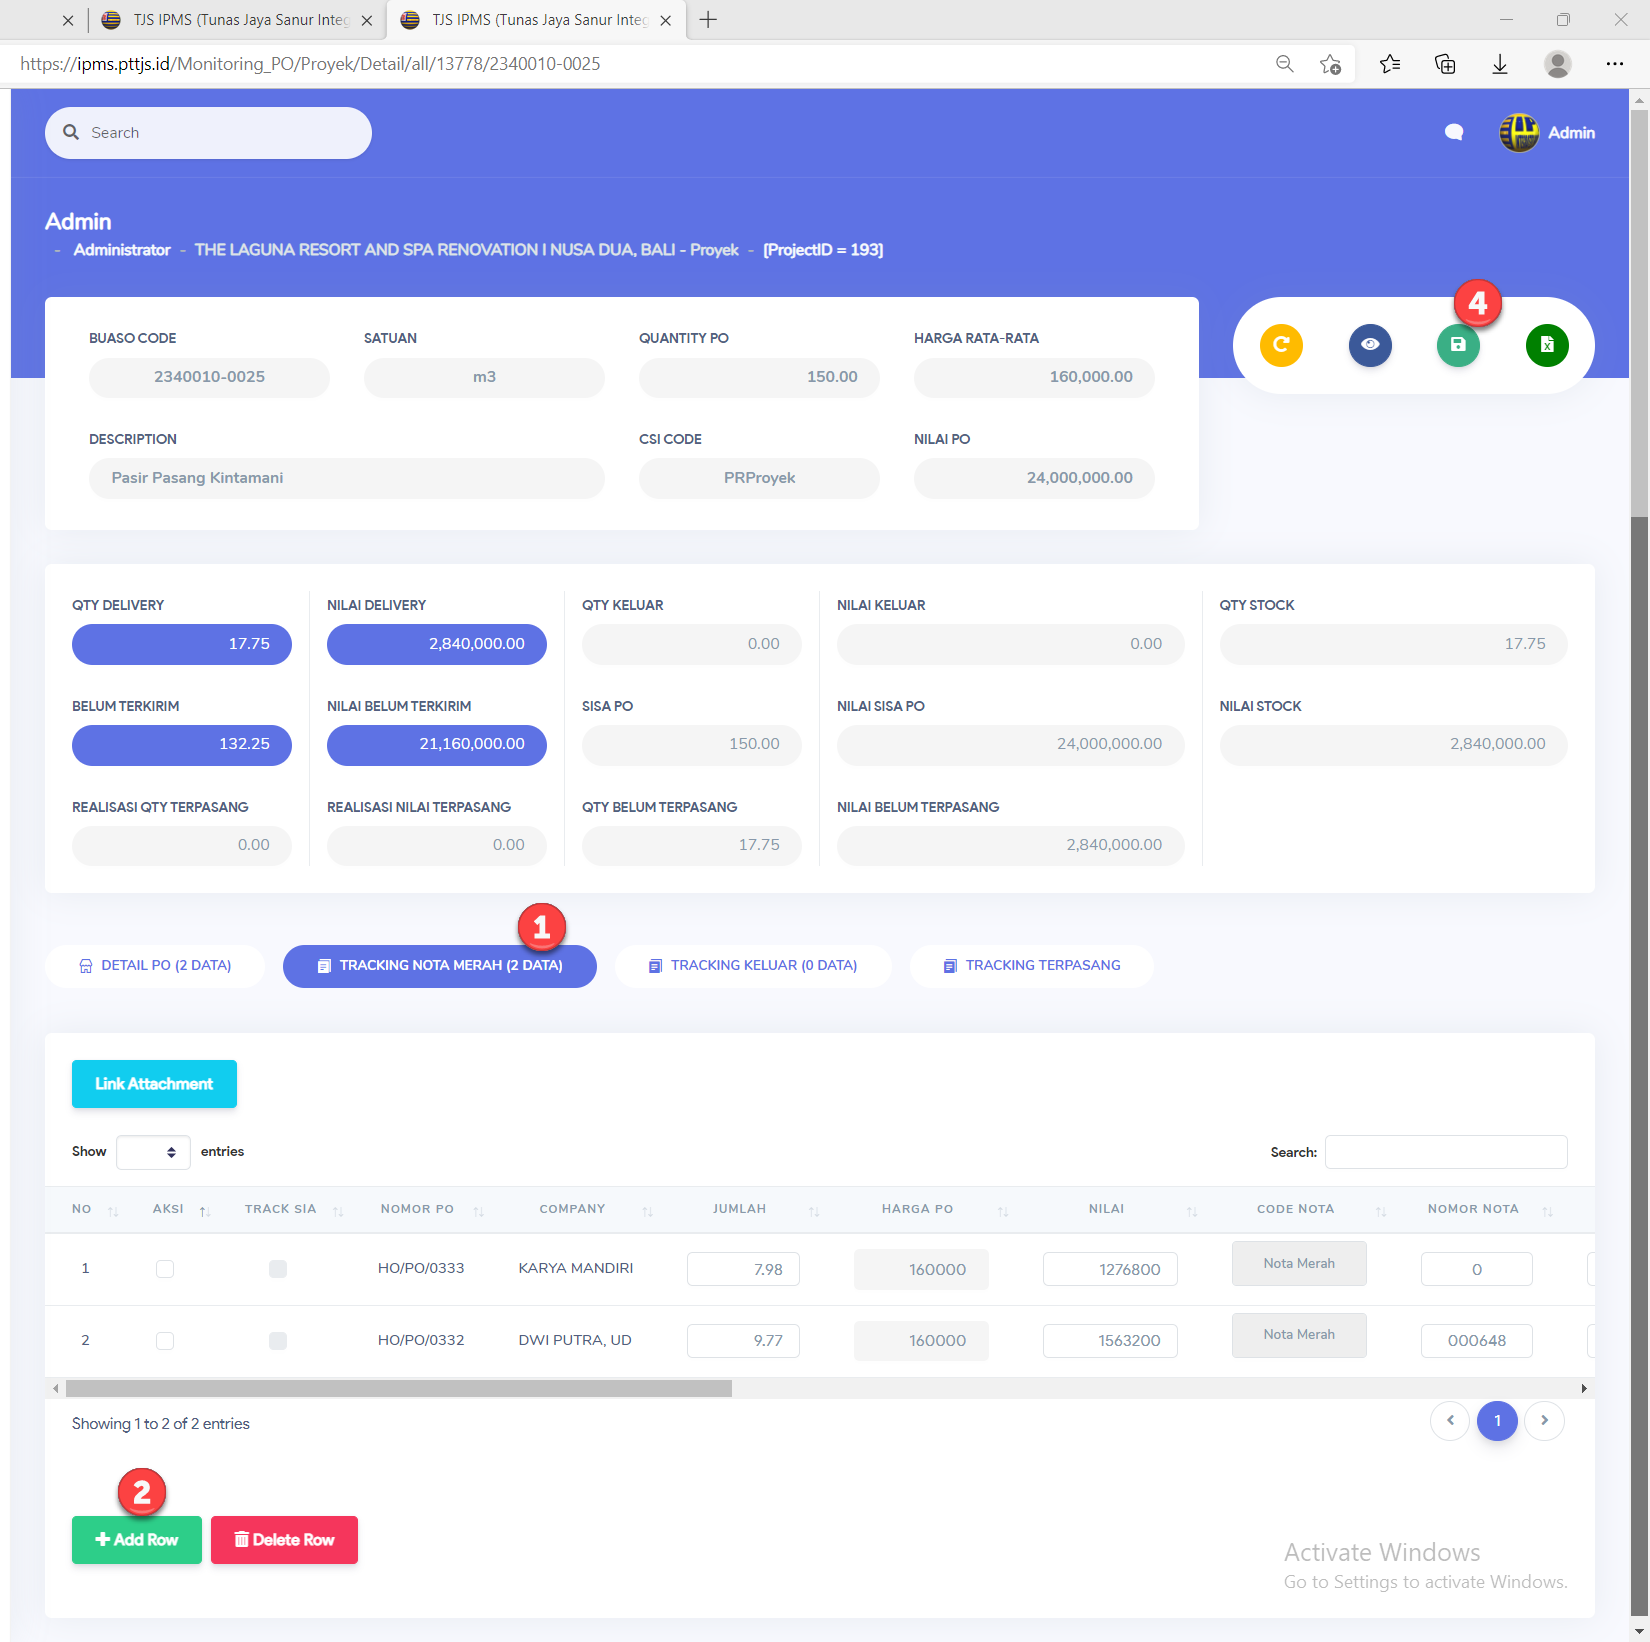 TJS IPMS (Tunas Jaya Sanur Integ
TJS IPMS (Tunas Jaya Sanur Integ
https://ipms.pttjs.id/Monitoring_PO/Proyek/Detail/all/13778/2340010-0025
Search
Admin
Admin
- Administrator - THE LAGUNA RESORT AND SPA RENOVATION I NUSA DUA, BALI - Proyek - [ProjectID = 193]
4
BUASO CODE SATUAN QUANTITY PO HARGA RATA-RATA
2340010-0025 m3 150.00 160,000.00
DESCRIPTION CSI CODE NILAI PO
Pasir Pasang Kintamani PRProyek 24,000,000.00
QTY DELIVERY NILAI DELIVERY QTY KELUAR NILAI KELUAR QTY STOCK
17.75 2,840,000.00 0.00 0.00 17.75
BELUM TERKIRIM NILAI BELUM TERKIRIM SISA PO NILAI SISA PO NILAI STOCK
132.25 21,160,000.00 150.00 24,000,000.00 2,840,000.00
REALISASI QTY TERPASANG REALISASI NILAI TERPASANG QTY BELUM TERPASANG NILAI BELUM TERPASANG
0.00 0.00 17.75 2,840,000.00
1
DETAIL PO (2 DATA) TRACKING NOTA MERAH (2 DATA) TRACKING KELUAR (0 DATA) TRACKING TERPASANG
Link Attachment
Show entries Search:
NO AKSI TRACK SIA NOMOR PO COMPANY JUMLAH HARGA PO NILAI CODE NOTA NOMOR NOTA
1 HO/PO/0333 KARYA MANDIRI 7.98 160000 1276800 Nota Merah 0
2 HO/PO/0332 DWI PUTRA, UD 9.77 160000 1563200 Nota Merah 000648
Showing 1 to 2 of 2 entries 1
2
Add Row Delete Row
Activate Windows
Go to Settings to activate Windows.